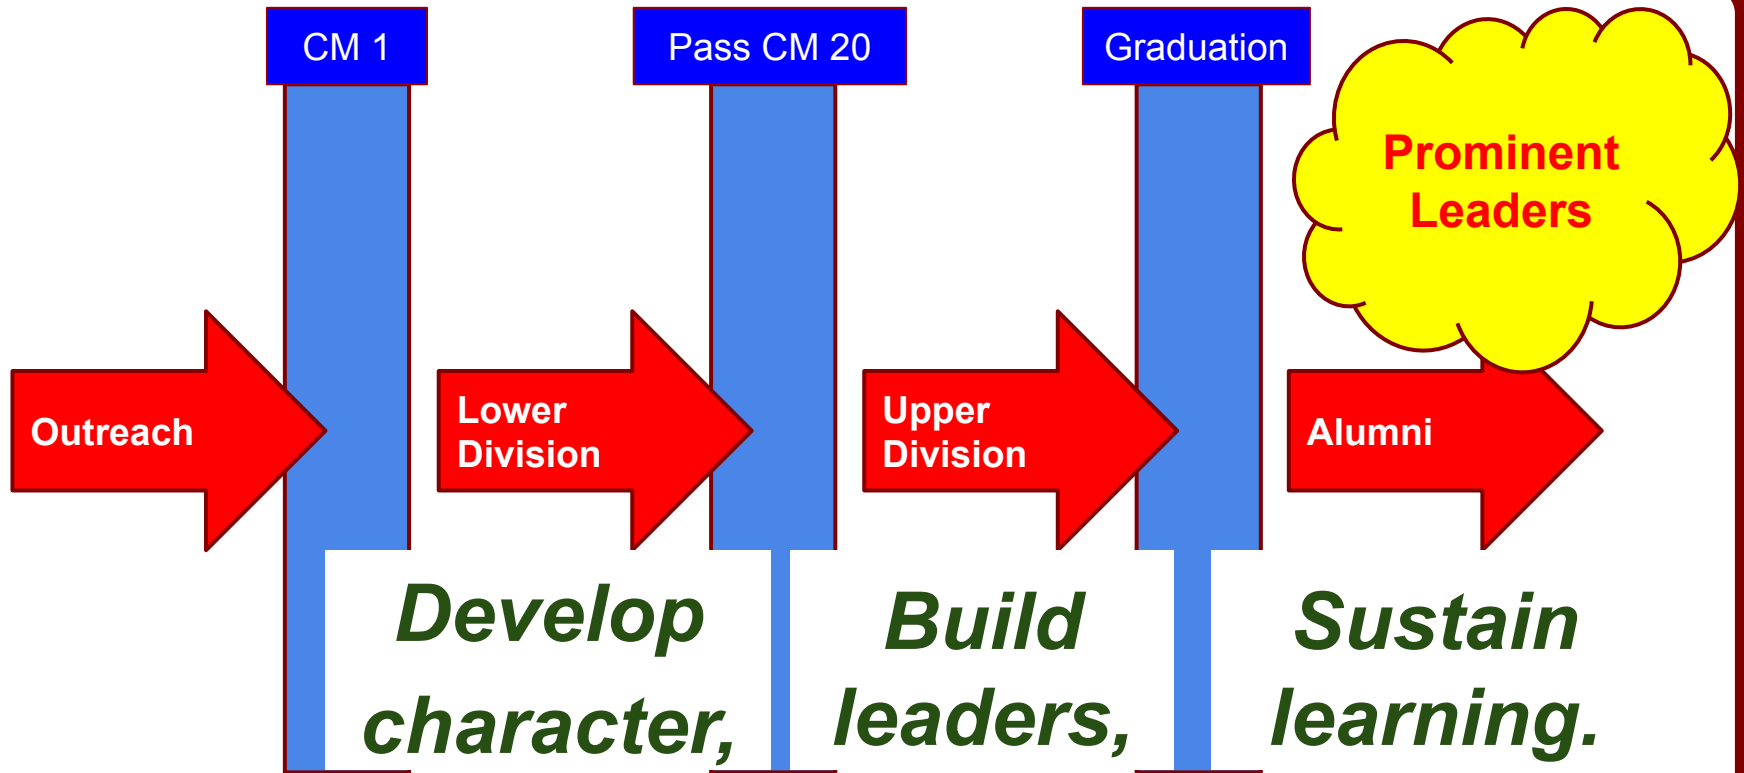 CM 1
Pass CM 20
Graduation
Prominent
Leaders
Outreach
Lower
Division
Upper
Division
Alumni
Develop
character,
Build
leaders,
Sustain
learning.